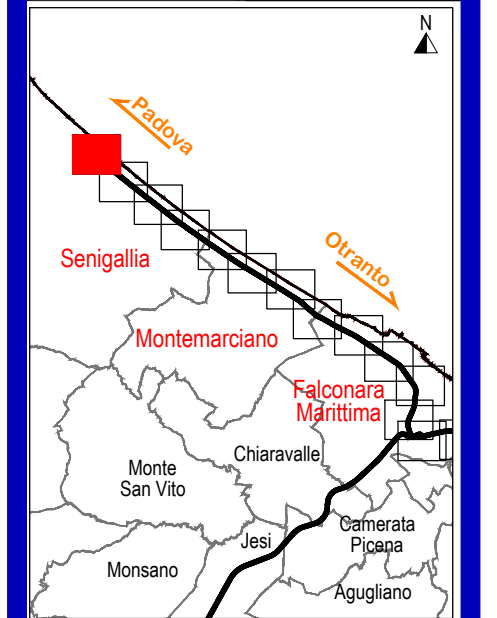 N
Padova
Otranto
Senigallia
Montemarciano
Falconara
Marittima
Chiaravalle
Monte
San Vito
Camerata
Picena
Jesi
Monsano
Agugliano